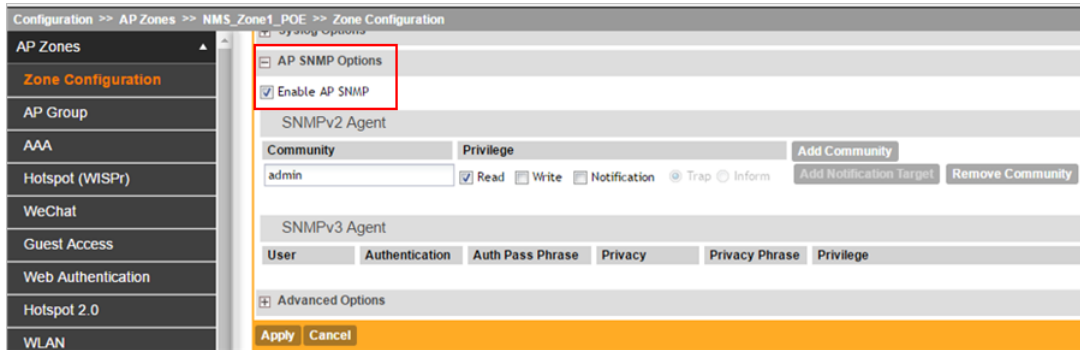 Configuration >> AP Zones >> NMS_Zone1_POE >> Zone Configuration
AP Zones
Zone Configuration
AP Group
AAA
Hotspot (WISPr)
WeChat
Guest Access
Web Authentication
Hotspot 2.0
WLAN
Syslog Options
AP SNMP Options
Enable AP SNMP
SNMPv2 Agent
Community Privilege Add Community
admin Read Write Notification Trap Inform Add Notification Target Remove Community
SNMPv3 Agent
User Authentication Auth Pass Phrase Privacy Privacy Phrase Privilege
Advanced Options
Apply Cancel